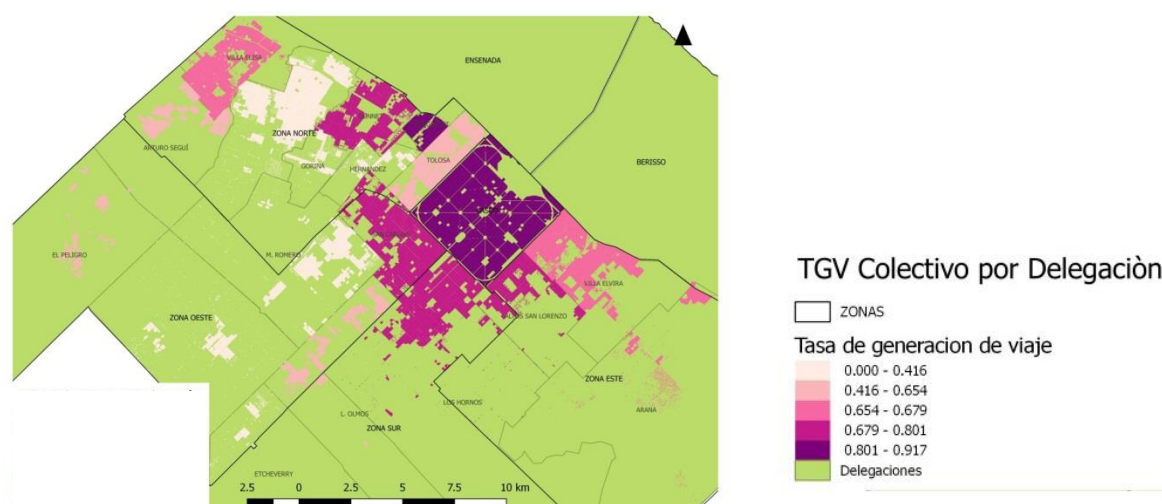 ENSENADA
VILLA ELISA
ZONA NORTE
TOLOSA
BERISSO
ARTURO SEGUÍ
GORINA
HERNANDEZ
EL PELIGRO
M. ROMERO
VILLA ELVIRA
ZONA OESTE
SAN LORENZO
ZONA ESTE
LOS HORNOS
ARANA
L. OLMOS
ZONA SUR
ETCHEVERRY
2.5 0 2.5 5 7.5 10 km
TGV Colectivo por Delegaciòn
ZONAS
Tasa de generacion de viaje
0.000 - 0.416
0.416 - 0.654
0.654 - 0.679
0.679 - 0.801
0.801 - 0.917
Delegaciones